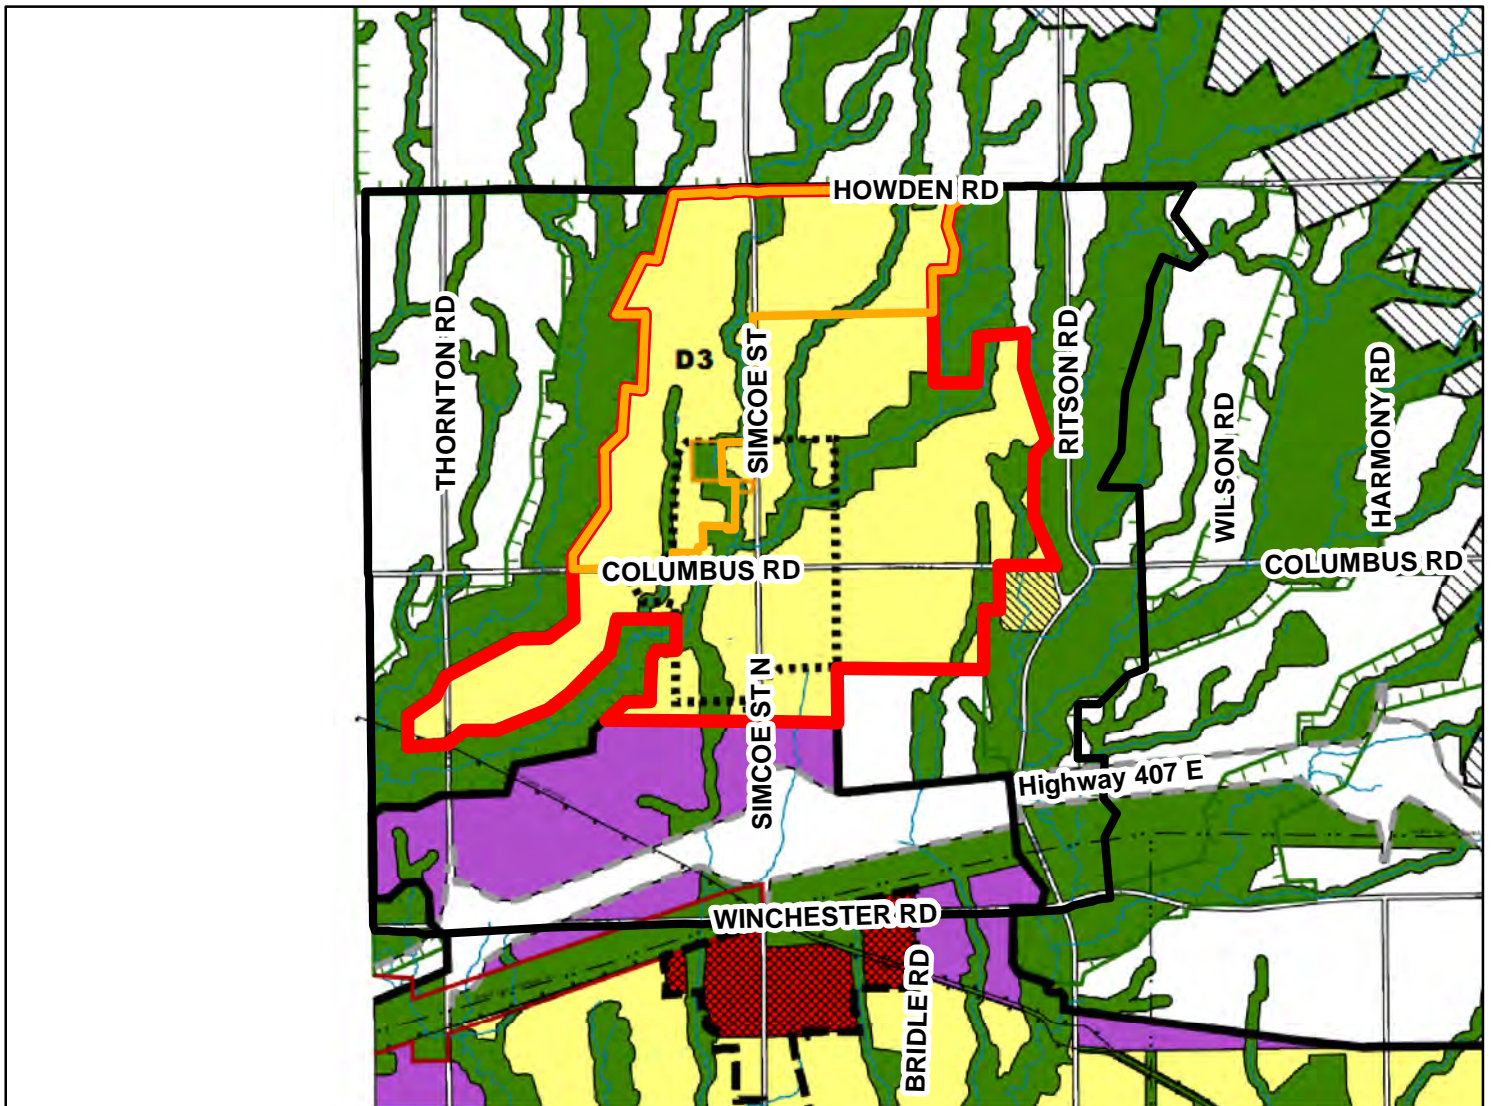 HOWDEN RD
THORNTON RD
D3
SIMCOE ST
RITSON RD
WILSON RD
HARMONY RD
COLUMBUS RD
COLUMBUS RD
SIMCOE ST N
Highway 407 E
WINCHESTER RD
BRIDLE RD